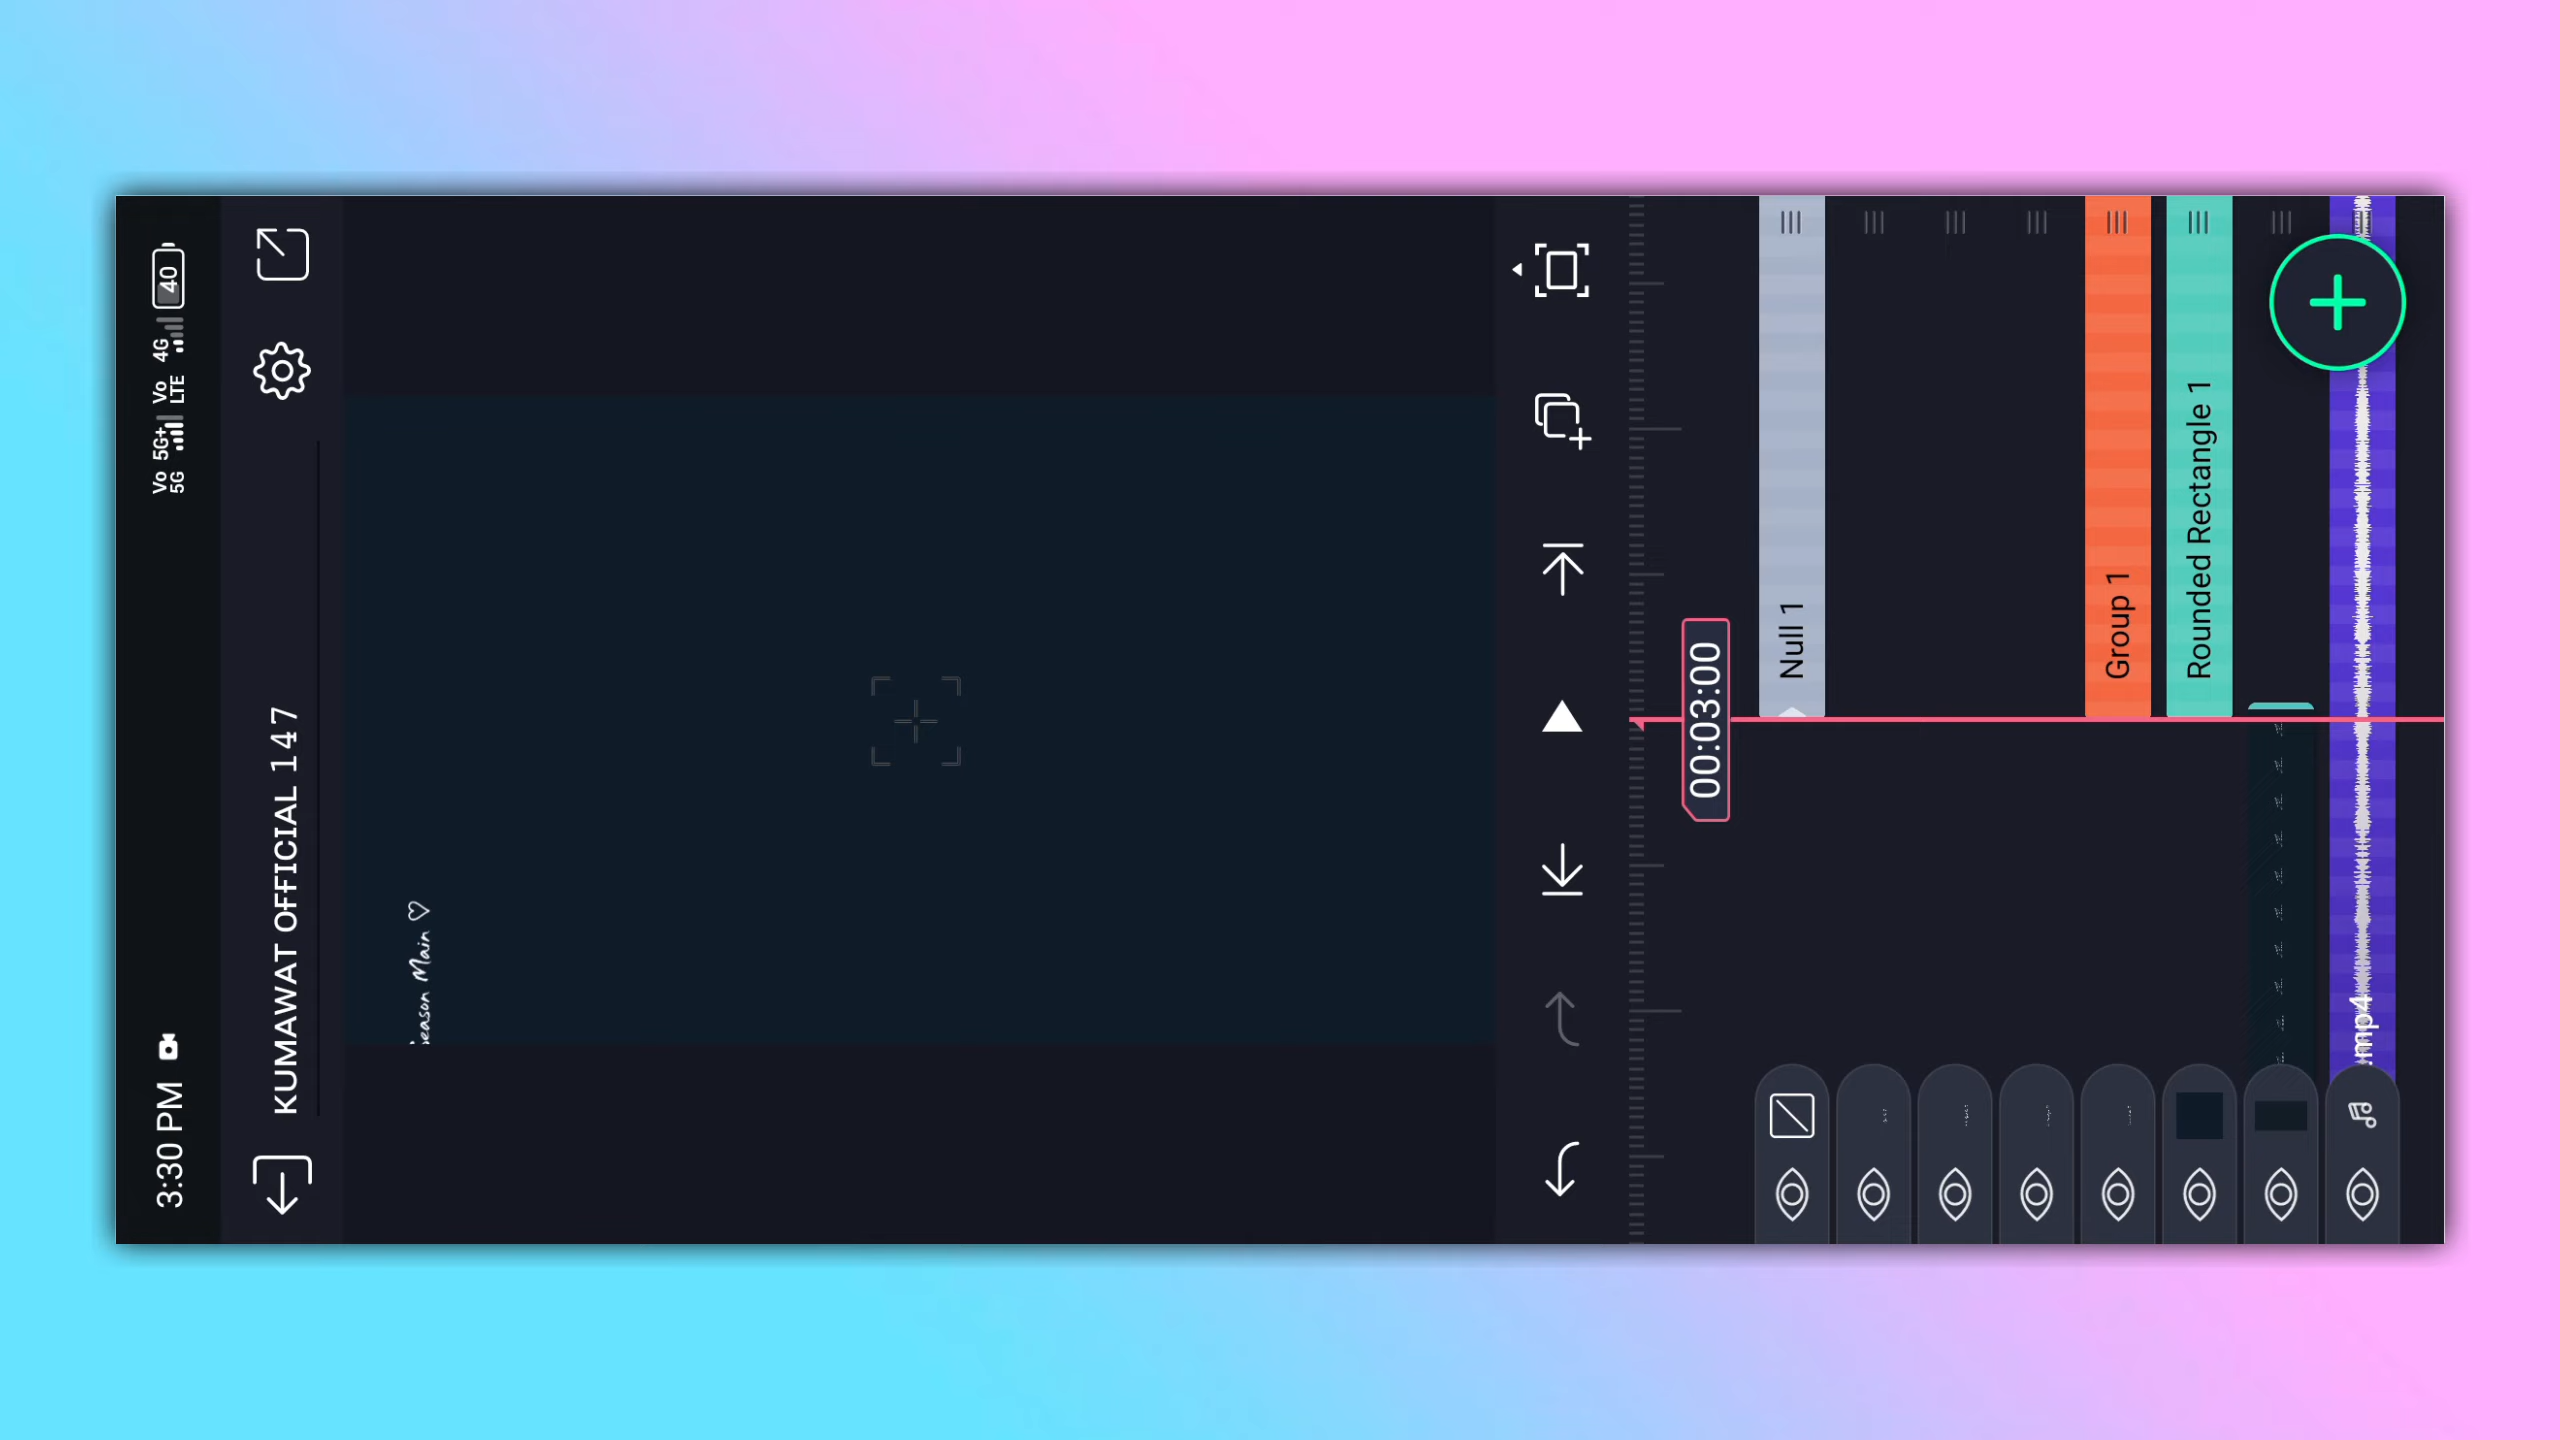 3:30 PM
Vo 5G 5G+ Vo LTE 4G 40
KUMAWAT OFFICIAL 147
Main ♡
00:03:00
Null 1
Group 1
Rounded Rectangle 1
.mp4